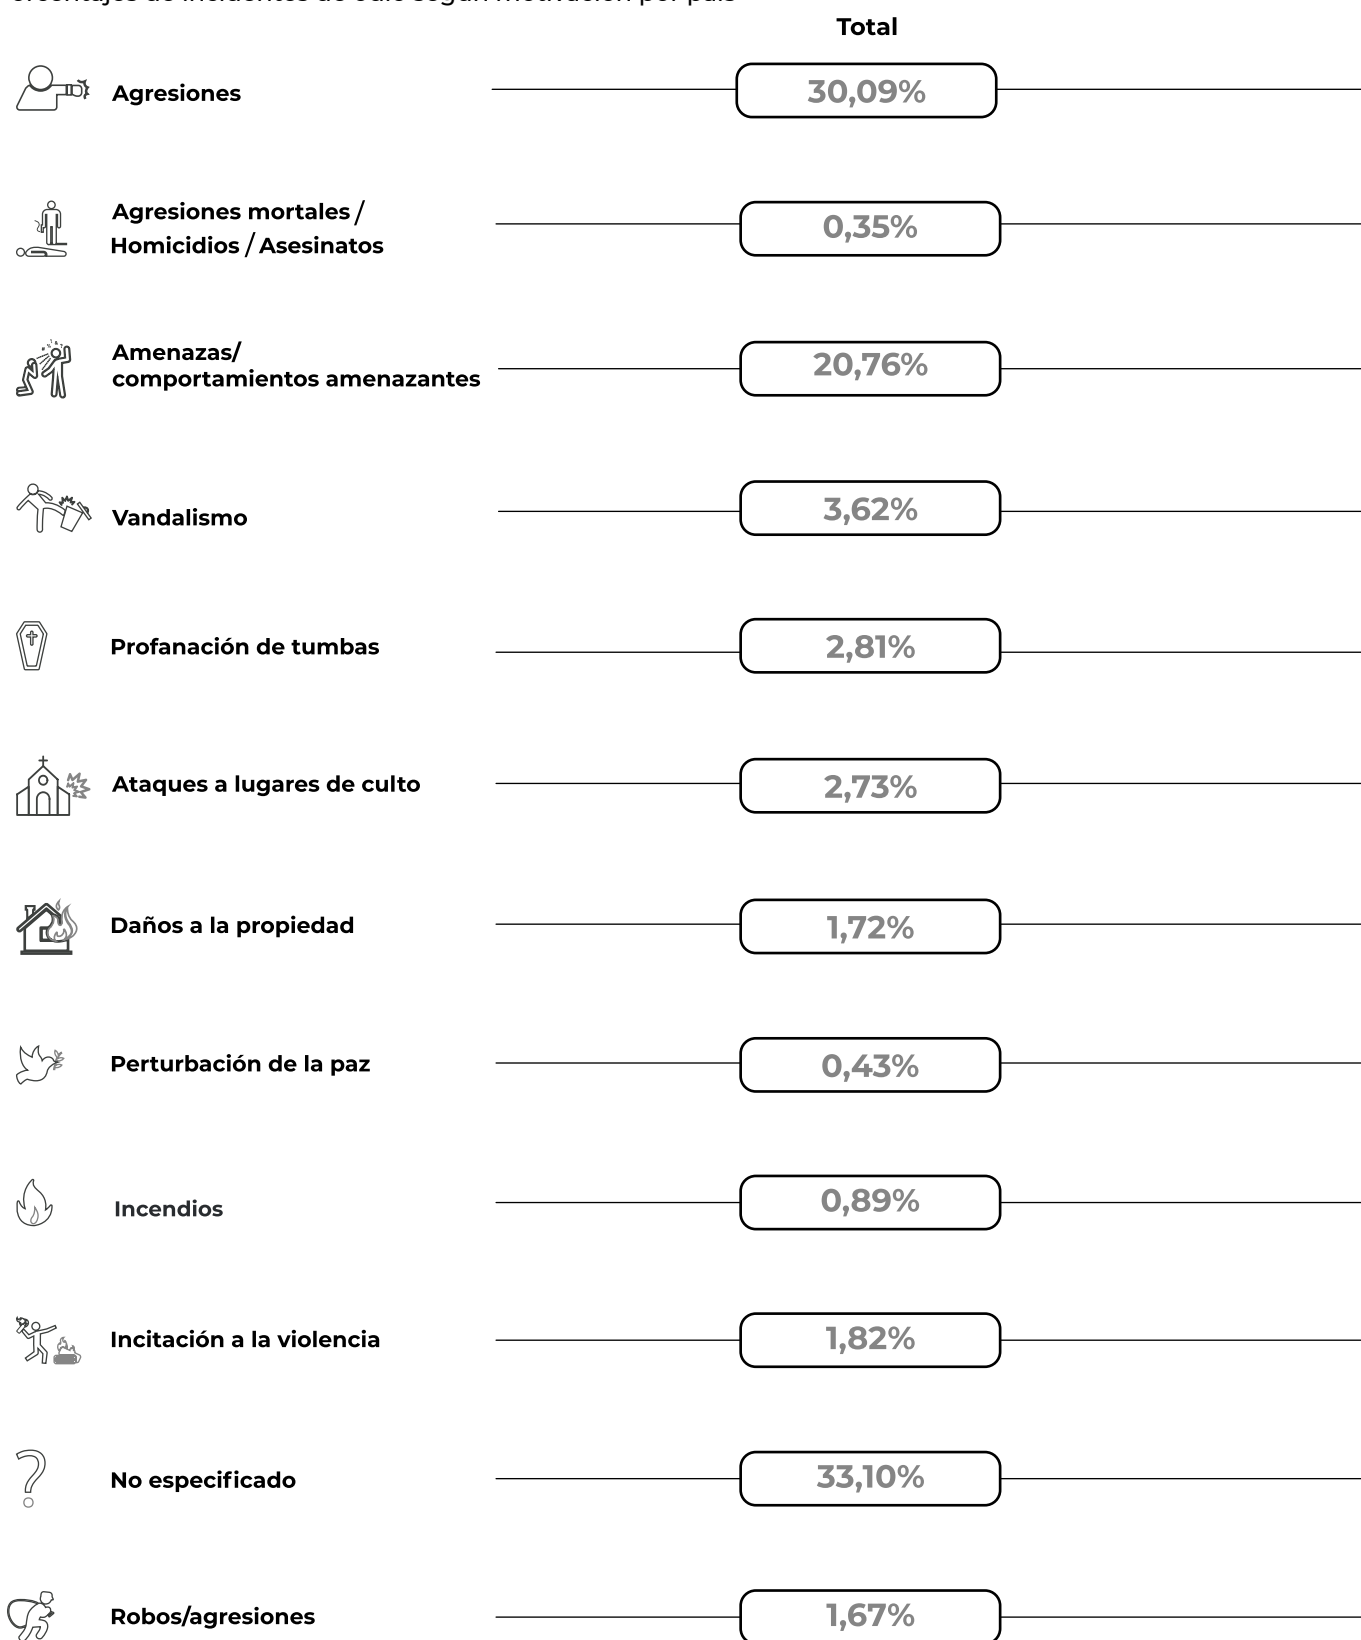 Total
Agresiones
30,09%
Agresiones mortales /
Homicidios / Asesinatos
0,35%
Amenazas/
comportamientos amenazantes
20,76%
Vandalismo
3,62%
Profanación de tumbas
2,81%
Ataques a lugares de culto
2,73%
Daños a la propiedad
1,72%
Perturbación de la paz
0,43%
Incendios
0,89%
Incitación a la violencia
1,82%
No especificado
33,10%
Robos/agresiones
1,67%